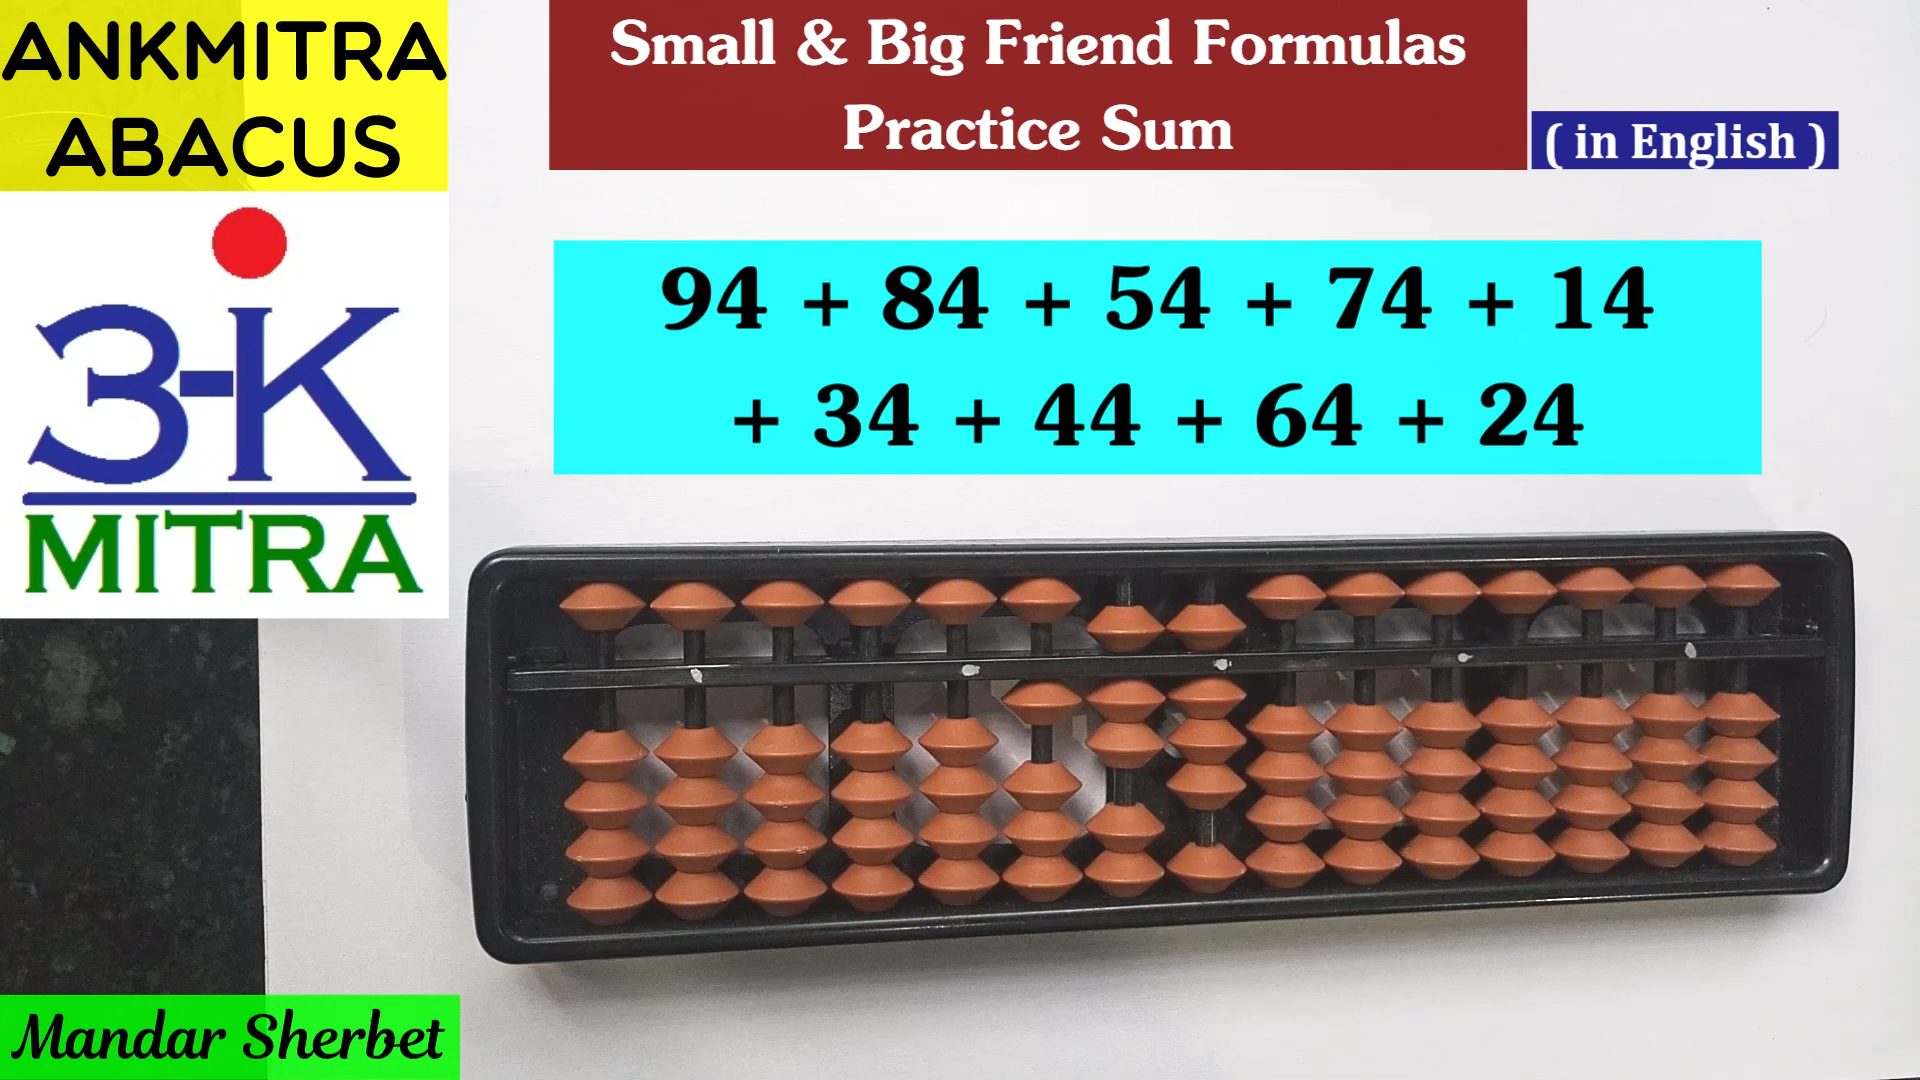 ANKMITRA
ABACUS
Small & Big Friend Formulas
Practice Sum
( in English )
3-K
MITRA
94 + 84 + 54 + 74 + 14
+ 34 + 44 + 64 + 24
Mandar Sherbet